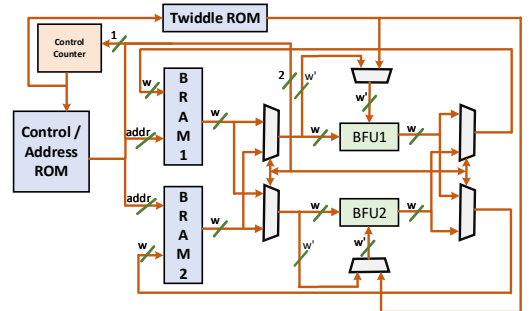 Twiddle ROM
Control
Counter
1
Control /
Address
ROM
w
addr
B
R
A
M
1
w
2
w'
w'
w
BFU1
w
addr
w
B
R
A
M
2
w
w
w'
BFU2
w'
w